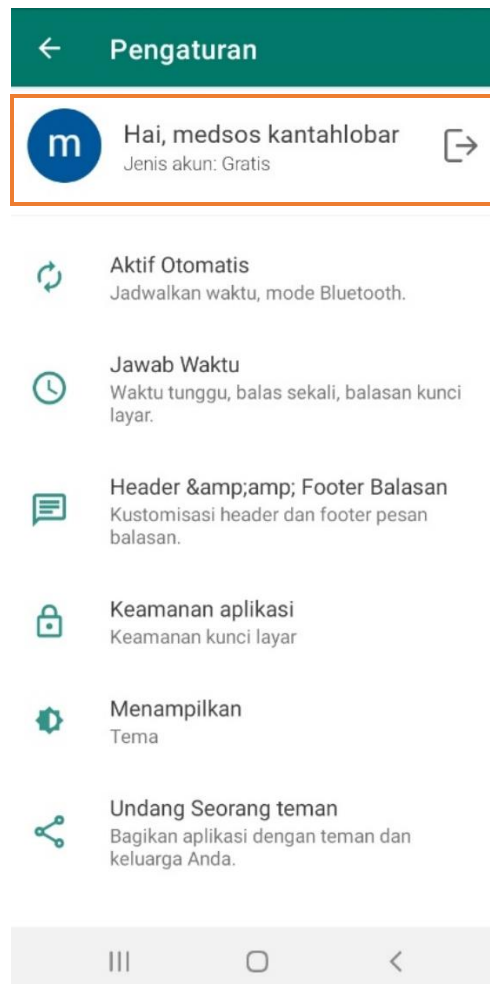 Pengaturan
m
Hai, medsos kantahlobar
Jenis akun: Gratis
Aktif Otomatis
Jadwalkan waktu, mode Bluetooth.
Jawab Waktu
Waktu tunggu, balas sekali, balasan kunci
layar.
Header &amp;amp; Footer Balasan
Kustomisasi header dan footer pesan
balasan.
Keamanan aplikasi
Keamanan kunci layar
Menampilkan
Tema
Undang Seorang teman
Bagikan aplikasi dengan teman dan
keluarga Anda.